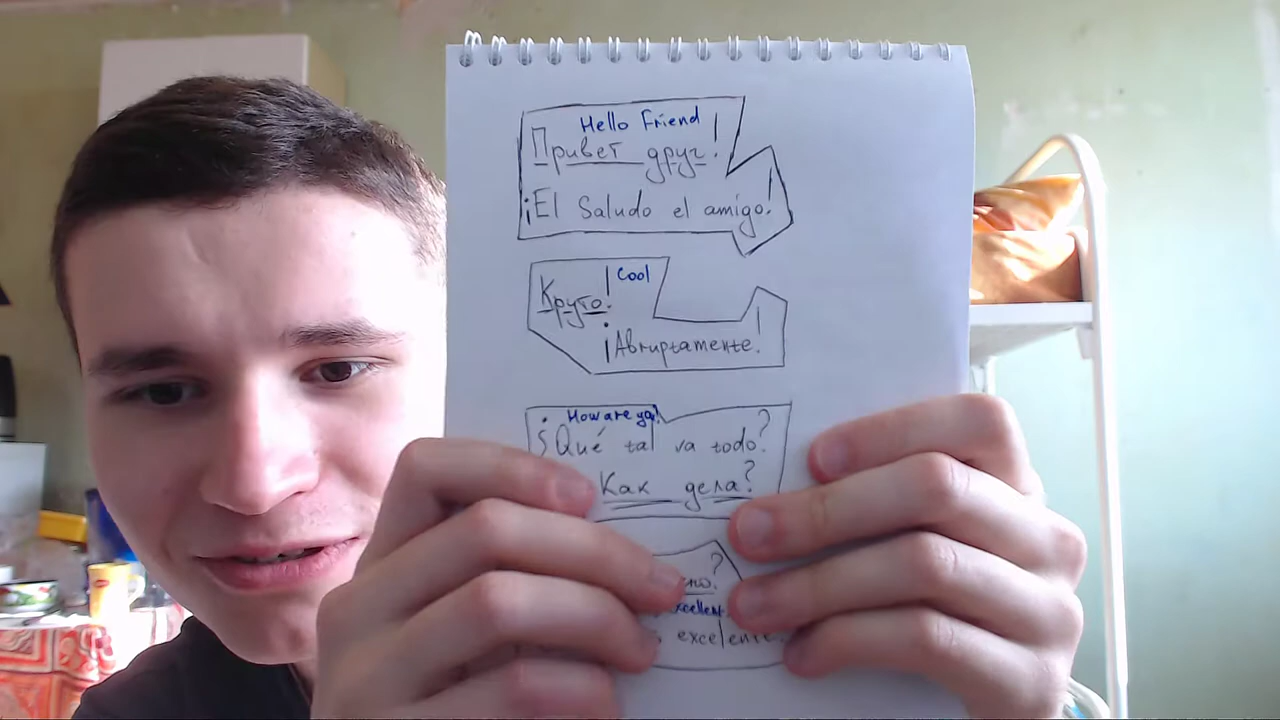 Hello Friend
Привет друг!
¡El Saludo el amigo!
Cool
Круто!
¡Abruptamente!
How are you?
¿Qué tal va todo?
Как дела?
excelente